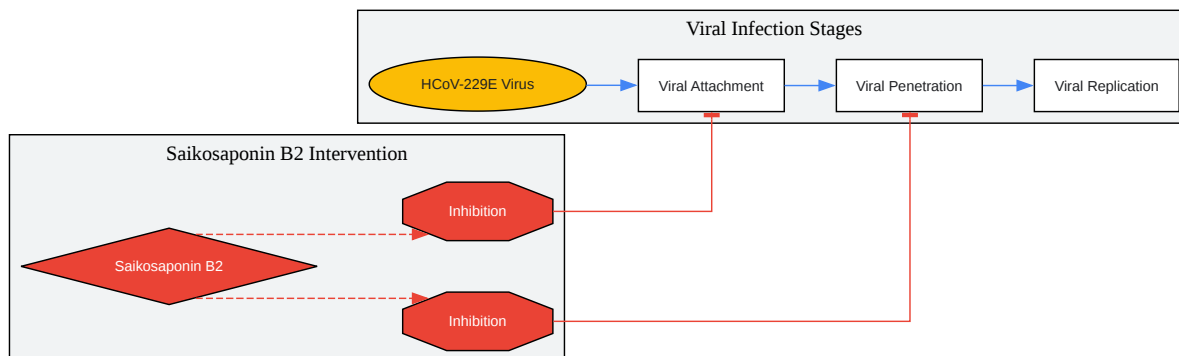 Viral Infection Stages
HCoV-229E Virus
Viral Attachment
Viral Penetration
Viral Replication
Saikosaponin B2 Intervention
Inhibition
Saikosaponin B2
Inhibition